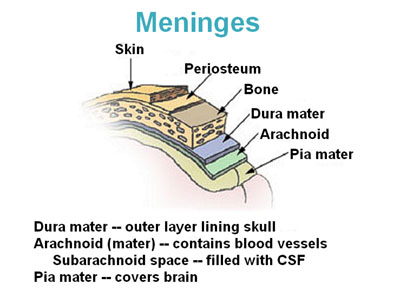 Meninges
Skin
Periosteum
Bone
Dura mater
Arachnoid
Pia mater
Dura mater -- outer layer lining skull
Arachnoid (mater) -- contains blood vessels
Subarachnoid space -- filled with CSF
Pia mater -- covers brain